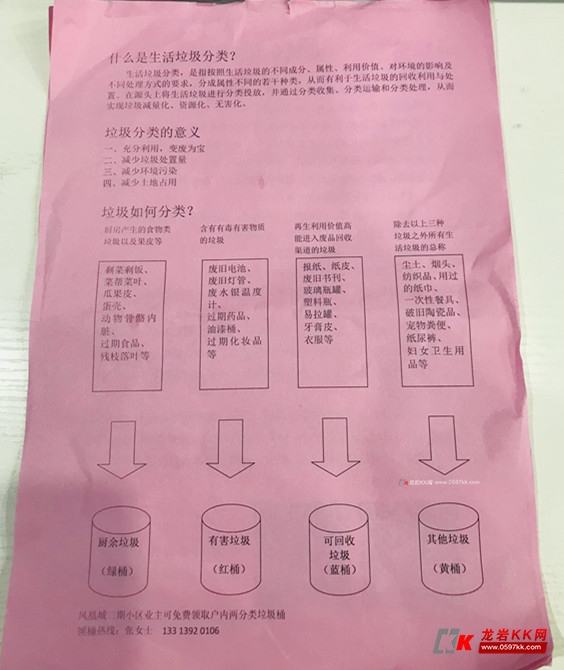 什么是生活垃圾分类？
生活垃圾分类，是指按照生活垃圾的不同成分、属性、利用价值、对环境的影响及
不同处理方式的要求，分成属性不同的若干种类，从而有利于生活垃圾的回收利用与处
置。在源头上将生活垃圾进行分类投放，并通过分类收集、分类运输和分类处理，从而
实现垃圾减量化、资源化、无害化。
垃圾分类的意义
一、充分利用，变废为宝
二、减少垃圾处置量
三、减少环境污染
四、减少土地占用
垃圾如何分类？
厨房产生的食物类
垃圾以及果皮等
剩菜剩饭、
菜帮菜叶、
瓜果皮、
蛋壳、
动物骨骼内
脏、
过期食品、
残枝落叶等
含有有毒有害物质
的垃圾
废旧电池、
废旧灯管、
废水银温度
计、
过期药品、
油漆桶、
过期化妆品
等
再生利用价值高
能进入废品回收
渠道的垃圾
报纸、纸皮、
废旧书刊、
玻璃瓶罐、
塑料瓶、
易拉罐、
牙膏皮、
衣服等
除去以上三种
垃圾之外所有生
活垃圾的总称
尘土、烟头、
纺织品、用过
的纸巾、
一次性餐具、
破旧陶瓷品、
宠物粪便、
纸尿裤、
妇女卫生用
品等
龙岩KK网 www.0597kk.com
厨余垃圾
（绿桶）
有害垃圾
（红桶）
可回收
垃圾
（蓝桶）
其他垃圾
（黄桶）
凤凰城二期小区业主可免费领取户内两分类垃圾桶
领桶热线：张女士 133 1392 0106
KK 龙岩KK网
www.0597kk.com